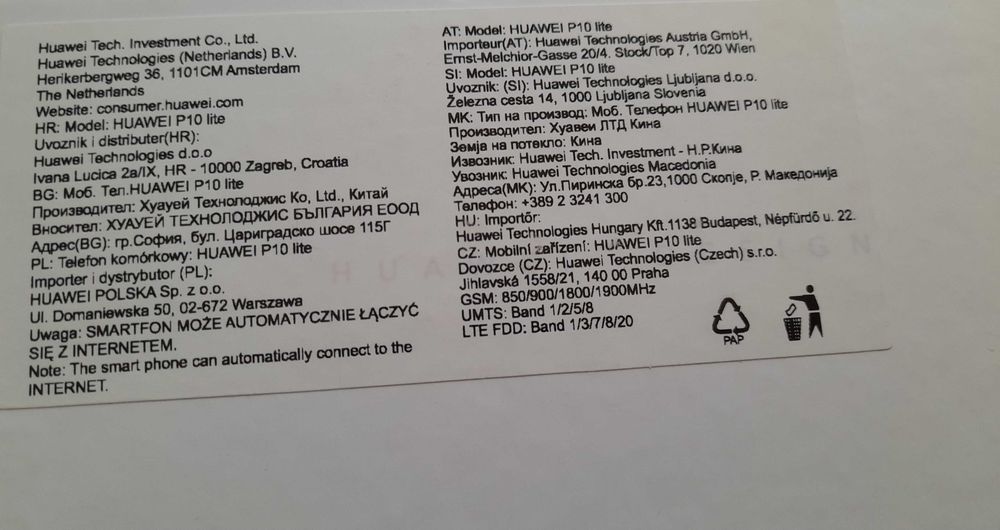 Huawei Tech. Investment Co., Ltd.
Huawei Technologies (Netherlands) B.V.
Herikerbergweg 36, 1101CM Amsterdam
The Netherlands
Website: consumer.huawei.com
HR: Model: HUAWEI P10 lite
Uvoznik i distributer(HR):
Huawei Technologies d.o.o
Ivana Lucica 2a/IX, HR - 10000 Zagreb, Croatia
BG: Моб. Тел.HUAWEI P10 lite
Производител: Хуауей Технолоджис Ко, Ltd., Китай
Вносител: ХУАУЕЙ ТЕХНОЛОДЖИС БЪЛГАРИЯ ЕООД
Адрес(BG): гр.София, бул. Цариградско шосе 115Г
PL: Telefon komórkowy: HUAWEI P10 lite
Importer i dystrybutor (PL):
HUAWEI POLSKA Sp. z o.o.
Ul. Domaniewska 50, 02-672 Warszawa
Uwaga: SMARTFON MOŻE AUTOMATYCZNIE ŁĄCZYĆ
SIĘ Z INTERNETEM.
Note: The smart phone can automatically connect to the
INTERNET.
AT: Model: HUAWEI P10 lite
Importeur(AT): Huawei Technologies Austria GmbH,
Ernst-Melchior-Gasse 20/4. Stock/Top 7, 1020 Wien
SI: Model: HUAWEI P10 lite
Uvoznik: (SI): Huawei Technologies Ljubljana d.o.o.
Železna cesta 14, 1000 Ljubljana Slovenia
MK: Тип на производ: Моб. Телефон HUAWEI P10 lite
Производител: Хуавеи ЛТД Кина
Земја на потекло: Кина
Извозник: Huawei Tech. Investment - Н.Р.Кина
Увозник: Huawei Technologies Macedonia
Адреса(МК): Ул.Пиринска бр.23,1000 Скопје, Р. Македонија
Телефон: +389 2 3241 300
HU: Importőr:
Huawei Technologies Hungary Kft.1138 Budapest, Népfürdő u. 22.
CZ: Mobilní zařízení: HUAWEI P10 lite
Dovozce (CZ): Huawei Technologies (Czech) s.r.o.
Jihlavská 1558/21, 140 00 Praha
GSM: 850/900/1800/1900MHz
UMTS: Band 1/2/5/8
LTE FDD: Band 1/3/7/8/20
PAP